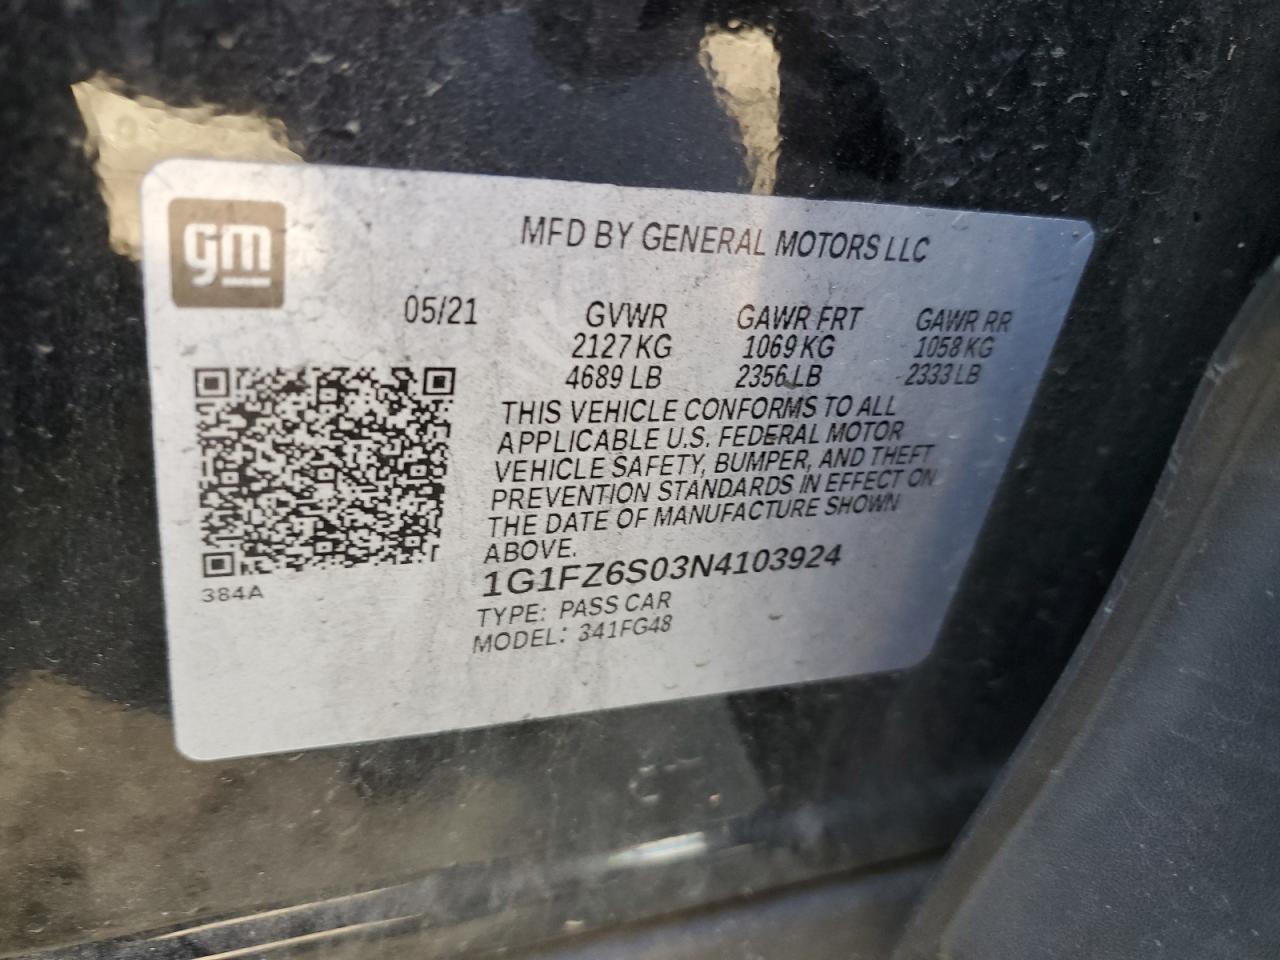 gm
MFD BY GENERAL MOTORS LLC
05/21 GVWR GAWR FRT GAWR RR
2127 KG 1069 KG 1058 KG
4689 LB 2356 LB 2333 LB
THIS VEHICLE CONFORMS TO ALL
APPLICABLE U.S. FEDERAL MOTOR
VEHICLE SAFETY, BUMPER, AND THEFT
PREVENTION STANDARDS IN EFFECT ON
THE DATE OF MANUFACTURE SHOWN
ABOVE.
1G1FZ6S03N4103924
384A
TYPE: PASS CAR
MODEL: 341FG48